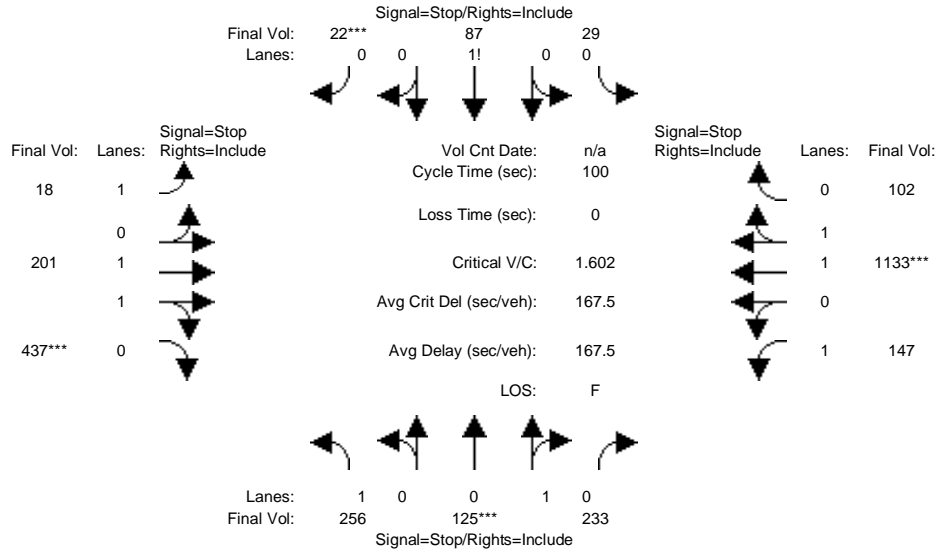 Signal=Stop/Rights=Include
Final Vol: 22*** 87 29
Lanes: 0 0 1! 0 0
Signal=Stop Signal=Stop
Final Vol: Lanes: Rights=Include Vol Cnt Date: n/a Rights=Include Lanes: Final Vol:
Cycle Time (sec): 100
18 1 0 102
Loss Time (sec): 0
0 1
201 1 Critical V/C: 1.602 1 1133***
1 Avg Crit Del (sec/veh): 167.5 0
437*** 0 Avg Delay (sec/veh): 167.5 1 147
LOS: F
Lanes: 1 0 0 1 0
Final Vol: 256 125*** 233
Signal=Stop/Rights=Include